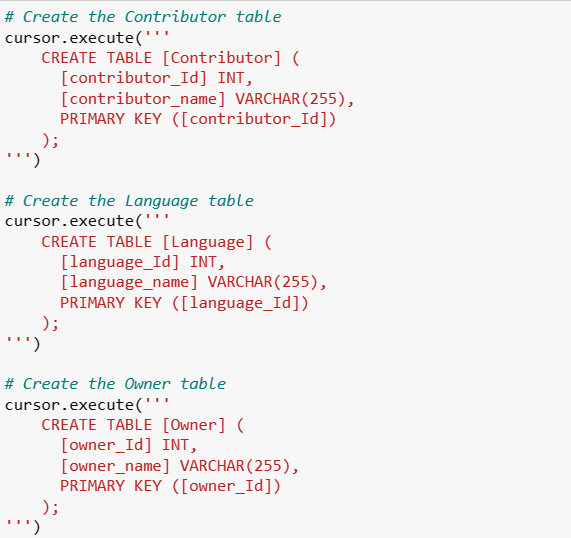 # Create the Contributor table
cursor.execute('''
    CREATE TABLE [Contributor] (
      [contributor_Id] INT,
      [contributor_name] VARCHAR(255),
      PRIMARY KEY ([contributor_Id])
    );
''')

# Create the Language table
cursor.execute('''
    CREATE TABLE [Language] (
      [language_Id] INT,
      [language_name] VARCHAR(255),
      PRIMARY KEY ([language_Id])
    );
''')

# Create the Owner table
cursor.execute('''
    CREATE TABLE [Owner] (
      [owner_Id] INT,
      [owner_name] VARCHAR(255),
      PRIMARY KEY ([owner_Id])
    );
''')